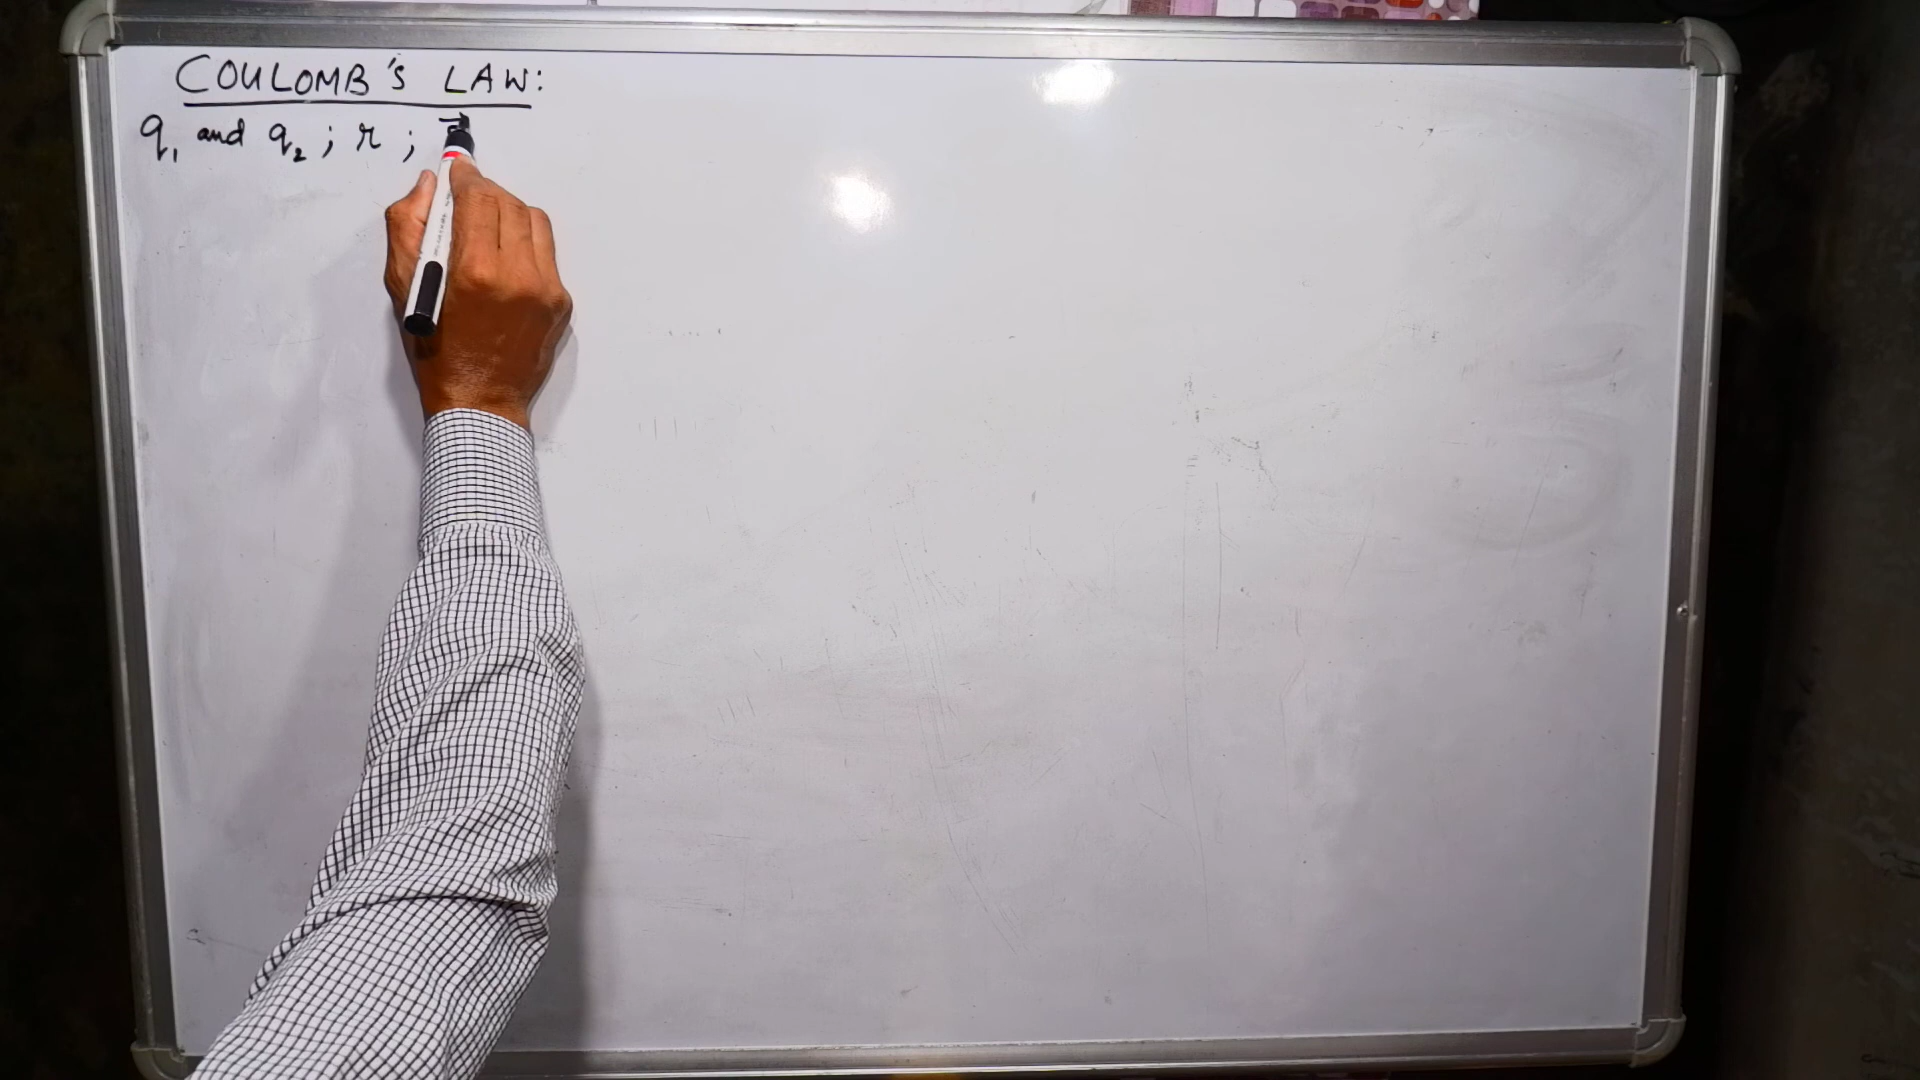 COULOMB'S LAW:
q₁ and q₂ ; r ;